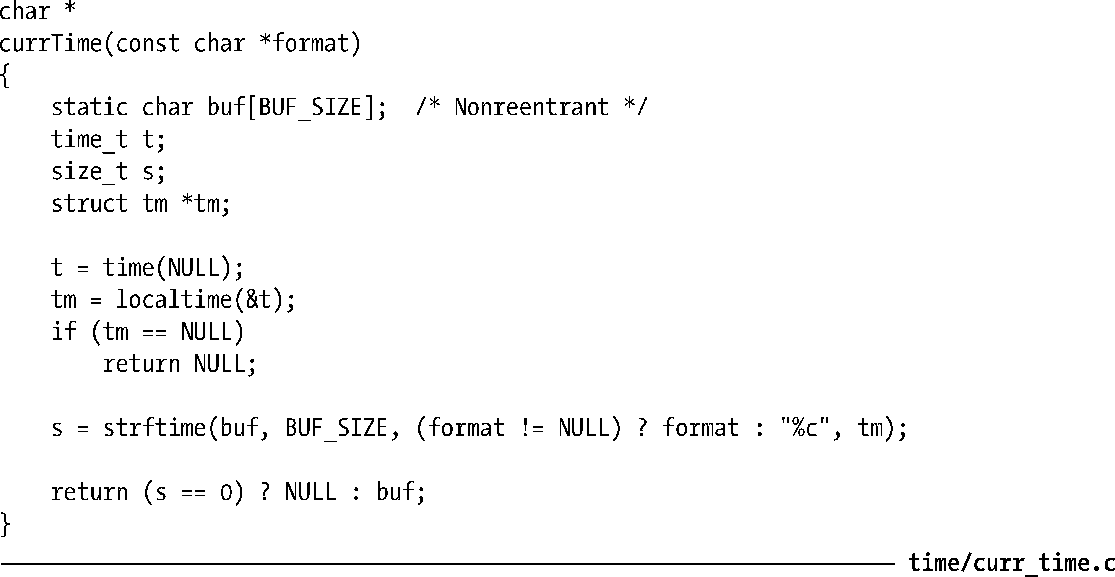 char *
currTime(const char *format)
{
    static char buf[BUF_SIZE];  /* Nonreentrant */
    time_t t;
    size_t s;
    struct tm *tm;

    t = time(NULL);
    tm = localtime(&t);
    if (tm == NULL)
        return NULL;

    s = strftime(buf, BUF_SIZE, (format != NULL) ? format : "%c", tm);

    return (s == 0) ? NULL : buf;
}
time/curr_time.c